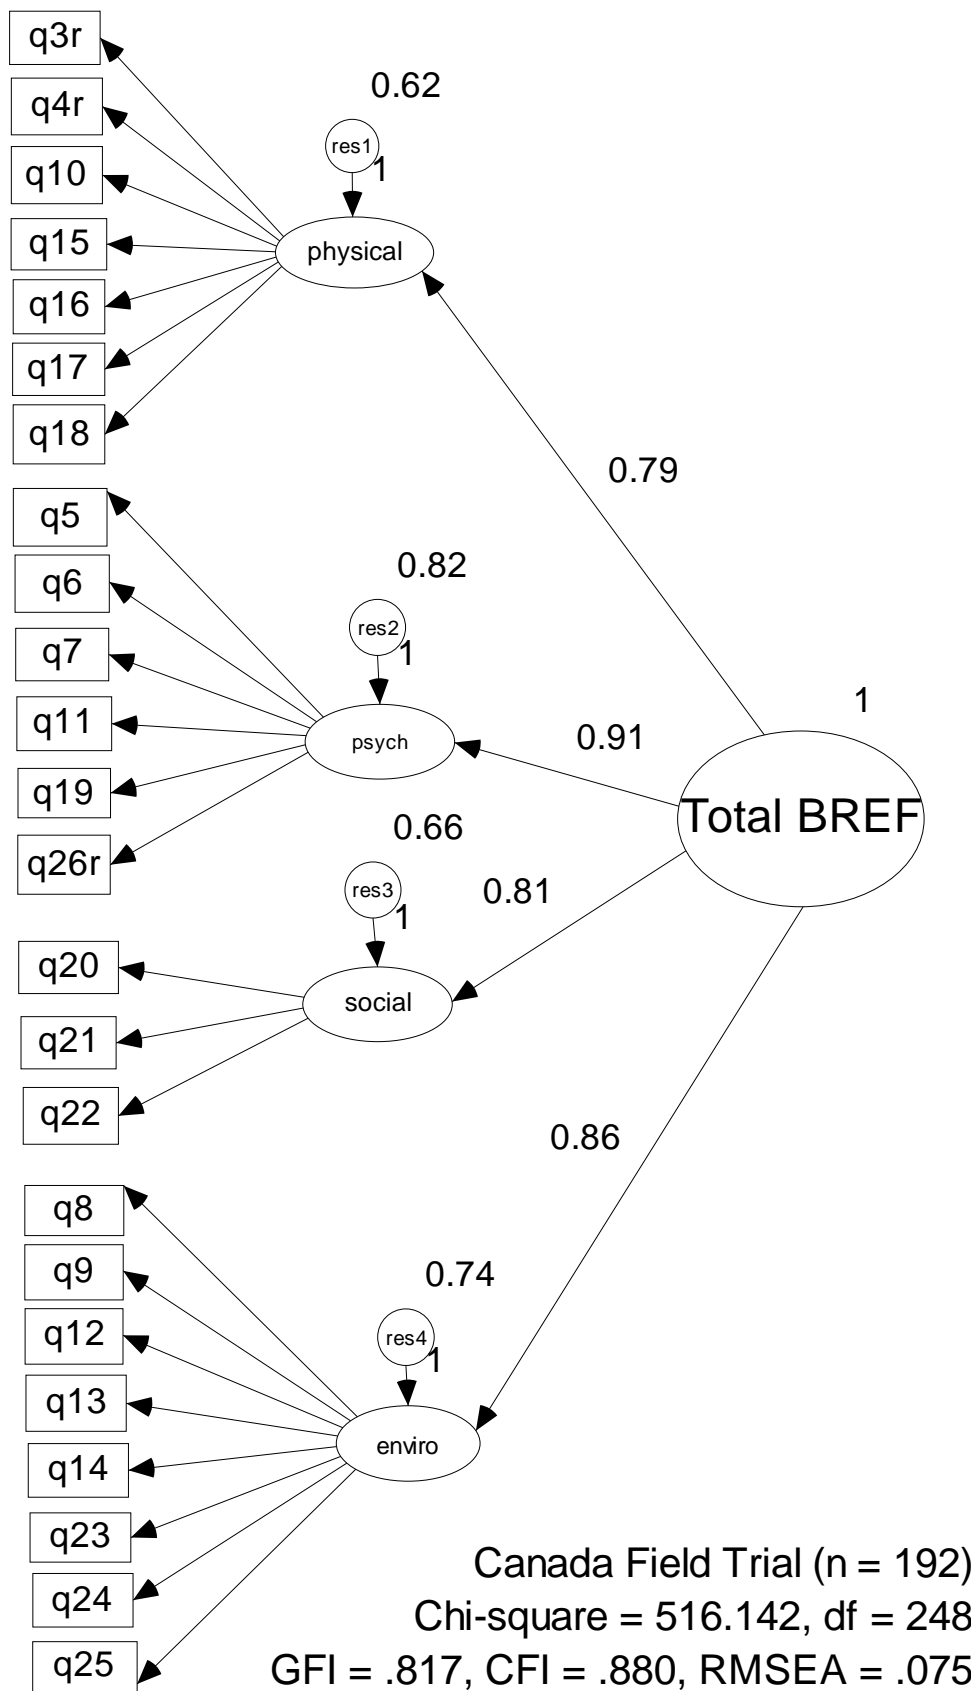 q3r
q4r
q10
q15
q16
q17
q18
0.62
res1
1
physical
0.79
q5
q6
q7
q11
q19
q26r
0.82
res2
1
psych
0.91
1
Total BREF
0.66
res3
1
0.81
q20
q21
q22
social
0.86
q8
q9
q12
q13
q14
q23
q24
q25
0.74
res4
1
enviro
Canada Field Trial (n = 192)
Chi-square = 516.142, df = 248
GFI = .817, CFI = .880, RMSEA = .075